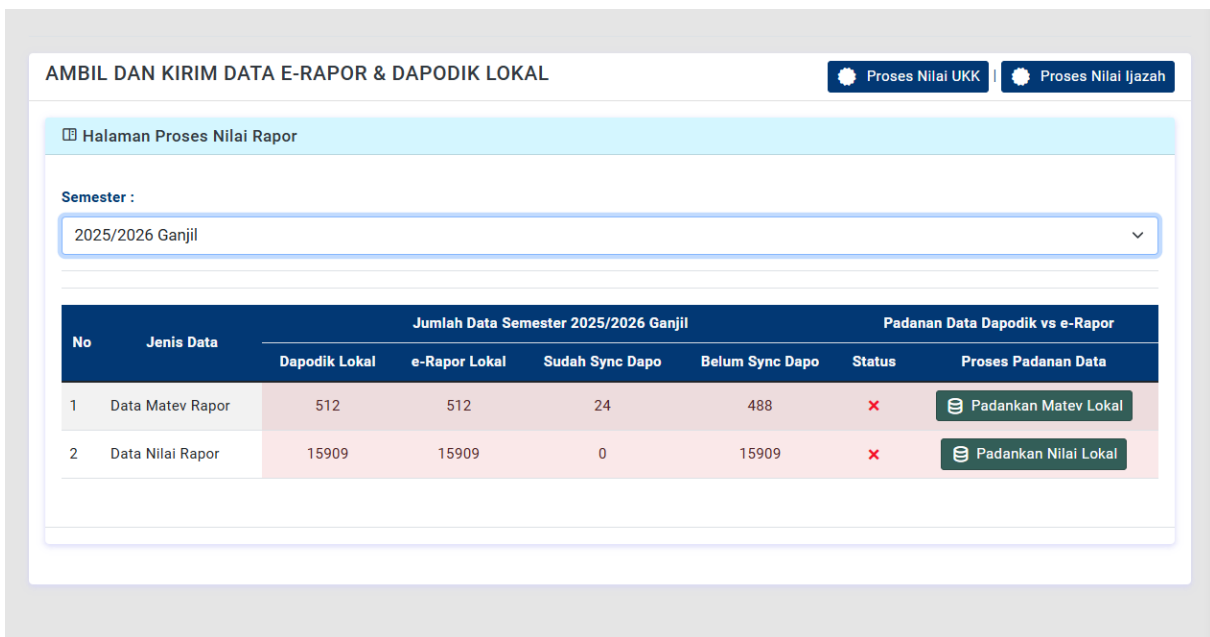 AMBIL DAN KIRIM DATA E-RAPOR & DAPODIK LOKAL
Proses Nilai UKK | Proses Nilai Ijazah
Halaman Proses Nilai Rapor
Semester :
2025/2026 Ganjil
No Jenis Data Jumlah Data Semester 2025/2026 Ganjil Padanan Data Dapodik vs e-Rapor
Dapodik Lokal e-Rapor Lokal Sudah Sync Dapo Belum Sync Dapo Status Proses Padanan Data
1 Data Matev Rapor 512 512 24 488 ✕ Padankan Matev Lokal
2 Data Nilai Rapor 15909 15909 0 15909 ✕ Padankan Nilai Lokal